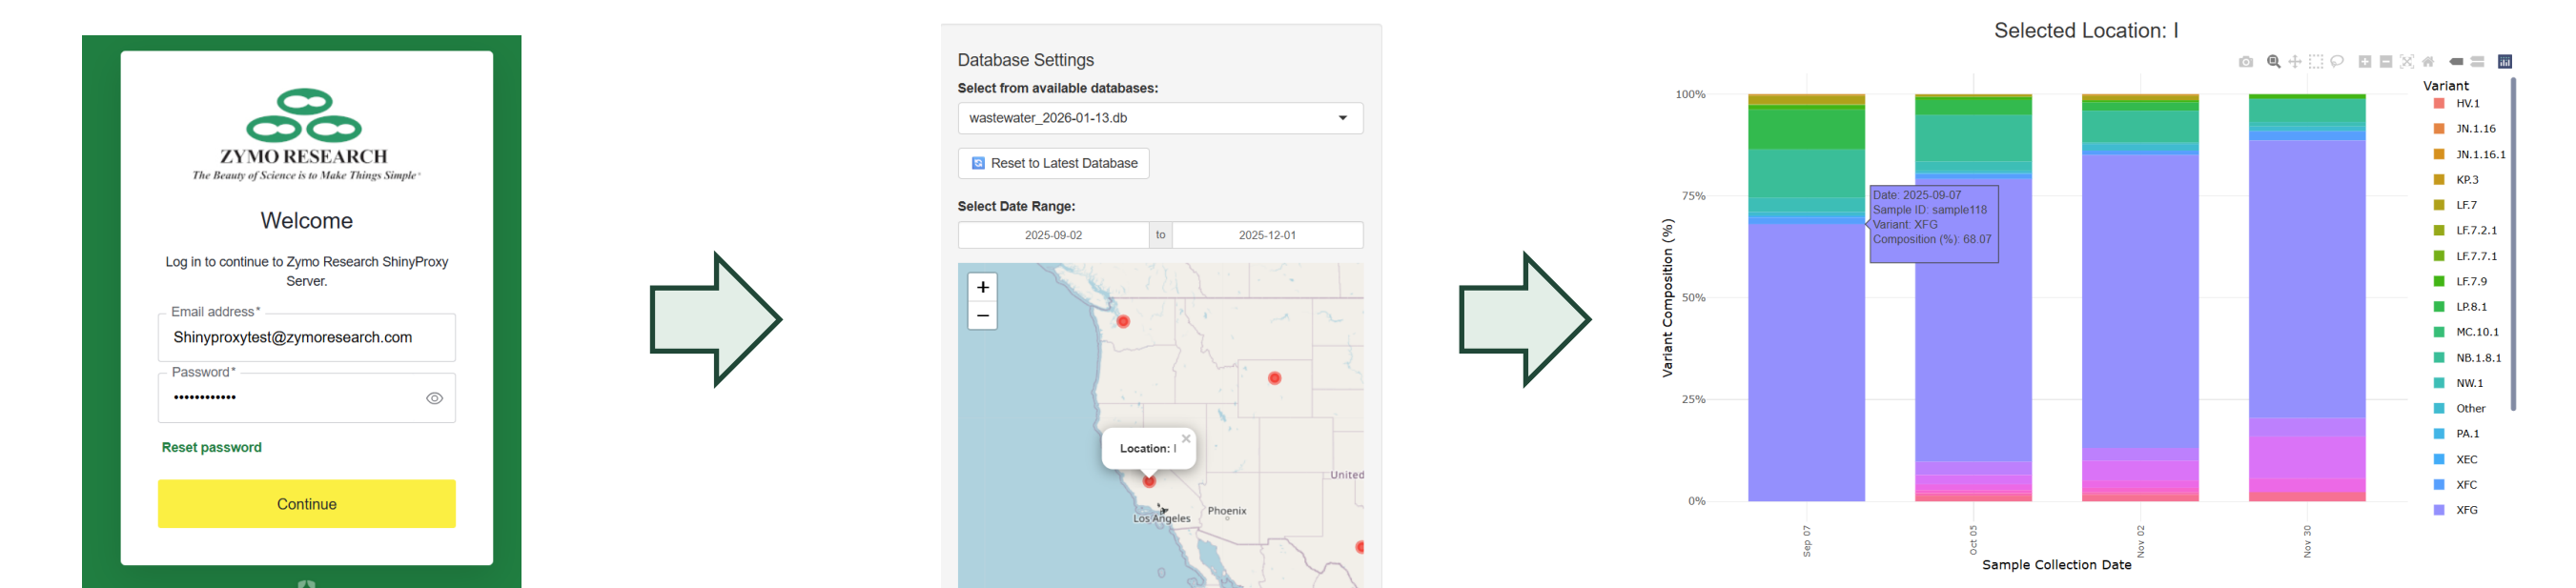 ZYMO RESEARCH
The Beauty of Science is to Make Things Simple
Welcome
Log in to continue to Zymo Research ShinyProxy
Server.
Email address*
Shinyproxytest@zymoresearch.com
Password*
••••••••••••
Reset password
Continue
Database Settings
Select from available databases:
wastewater_2026-01-13.db
Reset to Latest Database
Select Date Range:
2025-09-02 to 2025-12-01
+
−
Location: I
×
United
Los Angeles
Phoenix
Selected Location: I
Variant Composition (%)
100%
75%
50%
25%
0%
Date: 2025-09-07
Sample ID: sample118
Variant: XFG
Composition (%): 68.07
Sep 07
Oct 05
Nov 02
Nov 30
Sample Collection Date
Variant
HV.1
JN.1.16
JN.1.16.1
KP.3
LF.7
LF.7.2.1
LF.7.7.1
LF.7.9
LP.8.1
MC.10.1
NB.1.8.1
NW.1
Other
PA.1
XEC
XFC
XFG